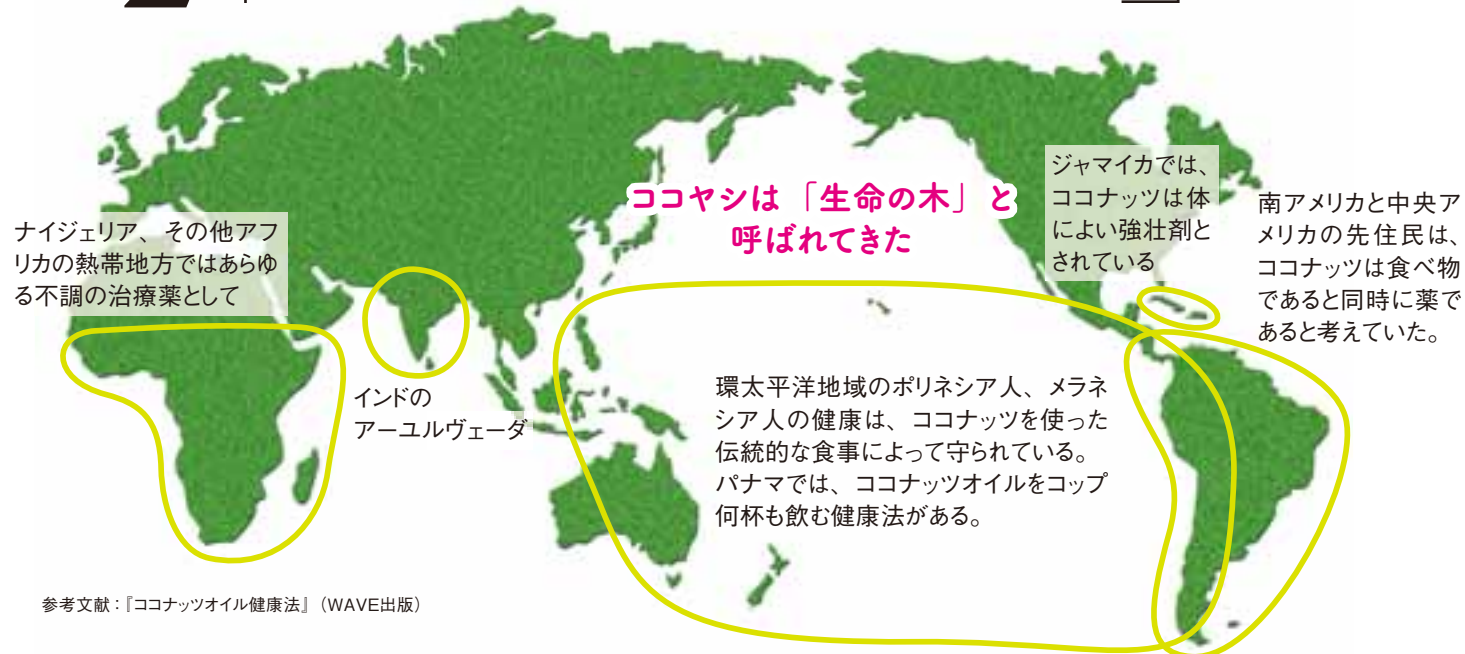 ココヤシは「生命の木」と
呼ばれてきた
ナイジェリア、その他アフ
リカの熱帯地方ではあらゆ
る不調の治療薬として
インドの
アーユルヴェーダ
環太平洋地域のポリネシア人、メラネ
シア人の健康は、ココナッツを使った
伝統的な食事によって守られている。
パナマでは、ココナッツオイルをコップ
何杯も飲む健康法がある。
ジャマイカでは、
ココナッツは体
によい強壮剤と
されている
南アメリカと中央ア
メリカの先住民は、
ココナッツは食べ物
であると同時に薬で
あると考えていた。
参考文献：『ココナッツオイル健康法』（WAVE出版）